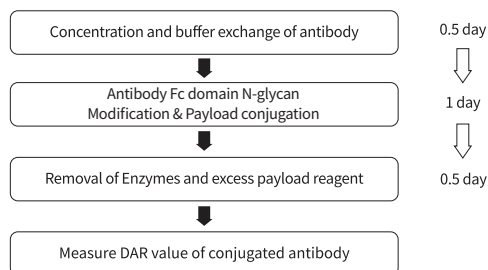 Concentration and buffer exchange of antibody
0.5 day
Antibody Fc domain N-glycan
Modification & Payload conjugation
1 day
Removal of Enzymes and excess payload reagent
0.5 day
Measure DAR value of conjugated antibody